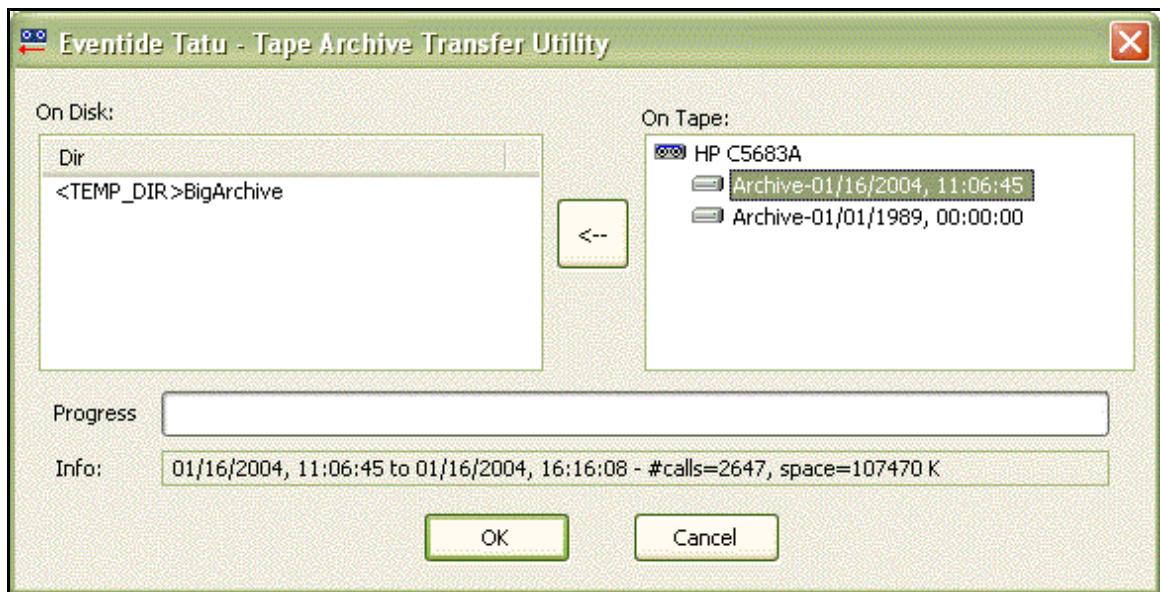 Eventide Tatu - Tape Archive Transfer Utility
On Disk:
Dir
<TEMP_DIR>BigArchive
<--
On Tape:
HP C5683A
Archive-01/16/2004, 11:06:45
Archive-01/01/1989, 00:00:00
Progress
Info: 01/16/2004, 11:06:45 to 01/16/2004, 16:16:08 - #calls=2647, space=107470 K
OK Cancel